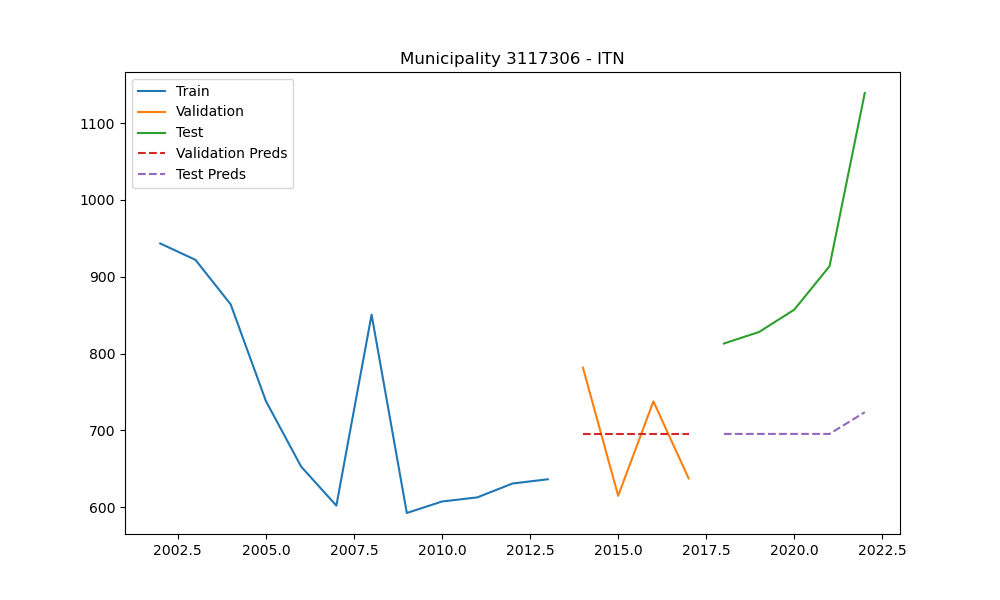 Municipality 3117306 - ITN
Train
Validation
Test
Validation Preds
Test Preds
1100
1000
900
800
700
600
2002.5 2005.0 2007.5 2010.0 2012.5 2015.0 2017.5 2020.0 2022.5